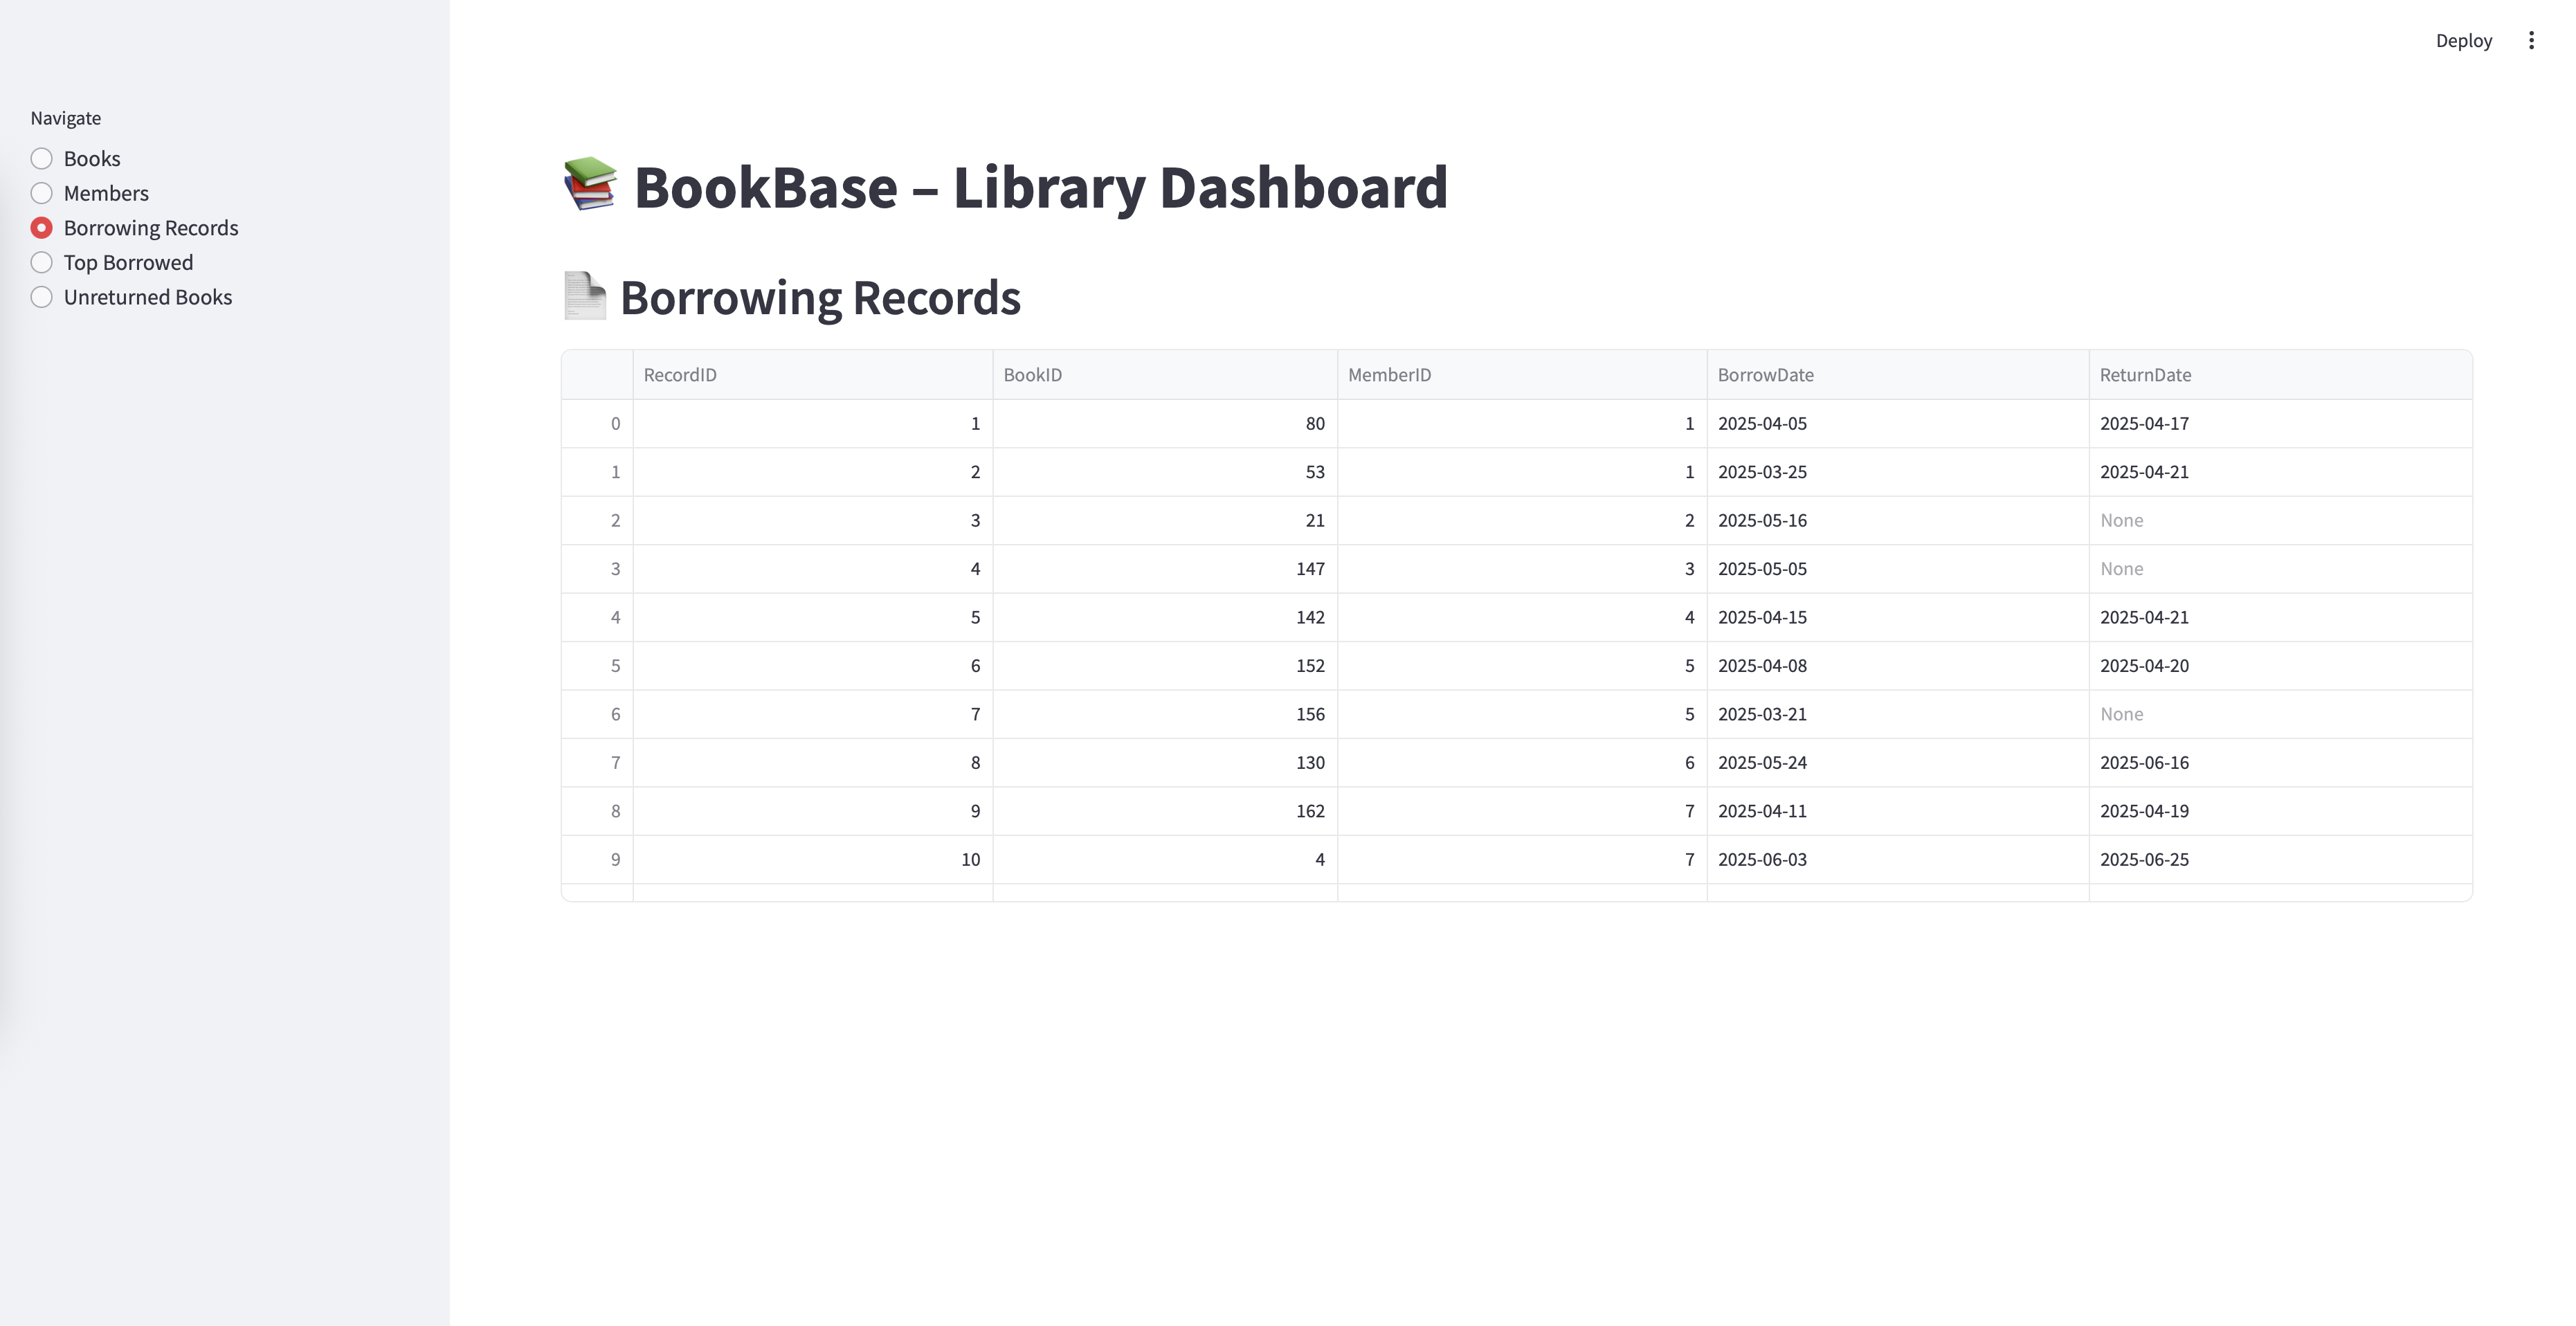 Deploy
Navigate
Books
Members
Borrowing Records
Top Borrowed
Unreturned Books
BookBase – Library Dashboard
Borrowing Records
RecordID BookID MemberID BorrowDate ReturnDate
0 1 80 1 2025-04-05 2025-04-17
1 2 53 1 2025-03-25 2025-04-21
2 3 21 2 2025-05-16 None
3 4 147 3 2025-05-05 None
4 5 142 4 2025-04-15 2025-04-21
5 6 152 5 2025-04-08 2025-04-20
6 7 156 5 2025-03-21 None
7 8 130 6 2025-05-24 2025-06-16
8 9 162 7 2025-04-11 2025-04-19
9 10 4 7 2025-06-03 2025-06-25